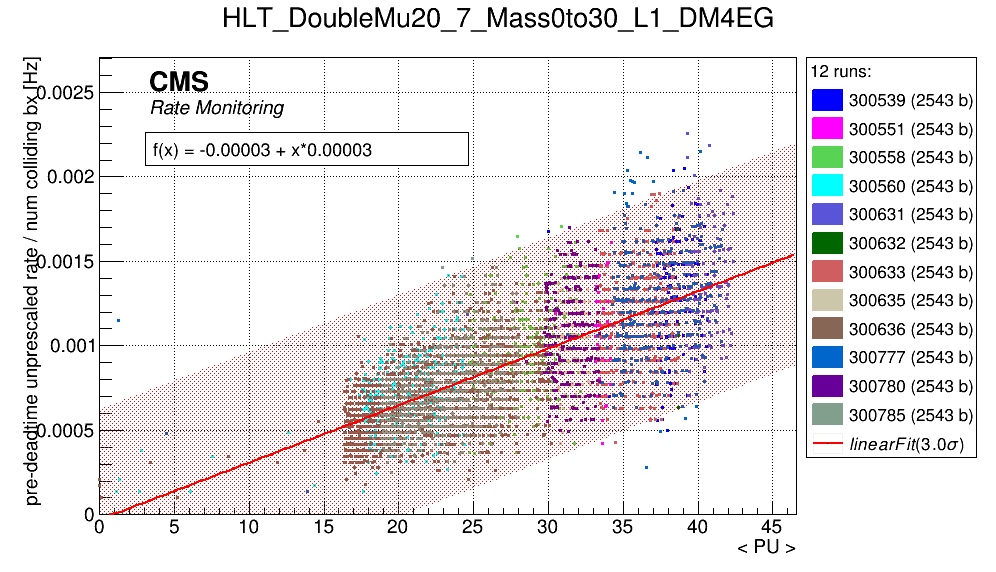 HLT_DoubleMu20_7_Mass0to30_L1_DM4EG
pre-deadtime unprescaled rate / num colliding bx [Hz]
CMS
Rate Monitoring
f(x) = -0.00003 + x*0.00003
0.0025
0.002
0.0015
0.001
0.0005
0
0 5 10 15 20 25 30 35 40 45
< PU >
12 runs:
300539 (2543 b)
300551 (2543 b)
300558 (2543 b)
300560 (2543 b)
300631 (2543 b)
300632 (2543 b)
300633 (2543 b)
300635 (2543 b)
300636 (2543 b)
300777 (2543 b)
300780 (2543 b)
300785 (2543 b)
linearFit(3.0σ)